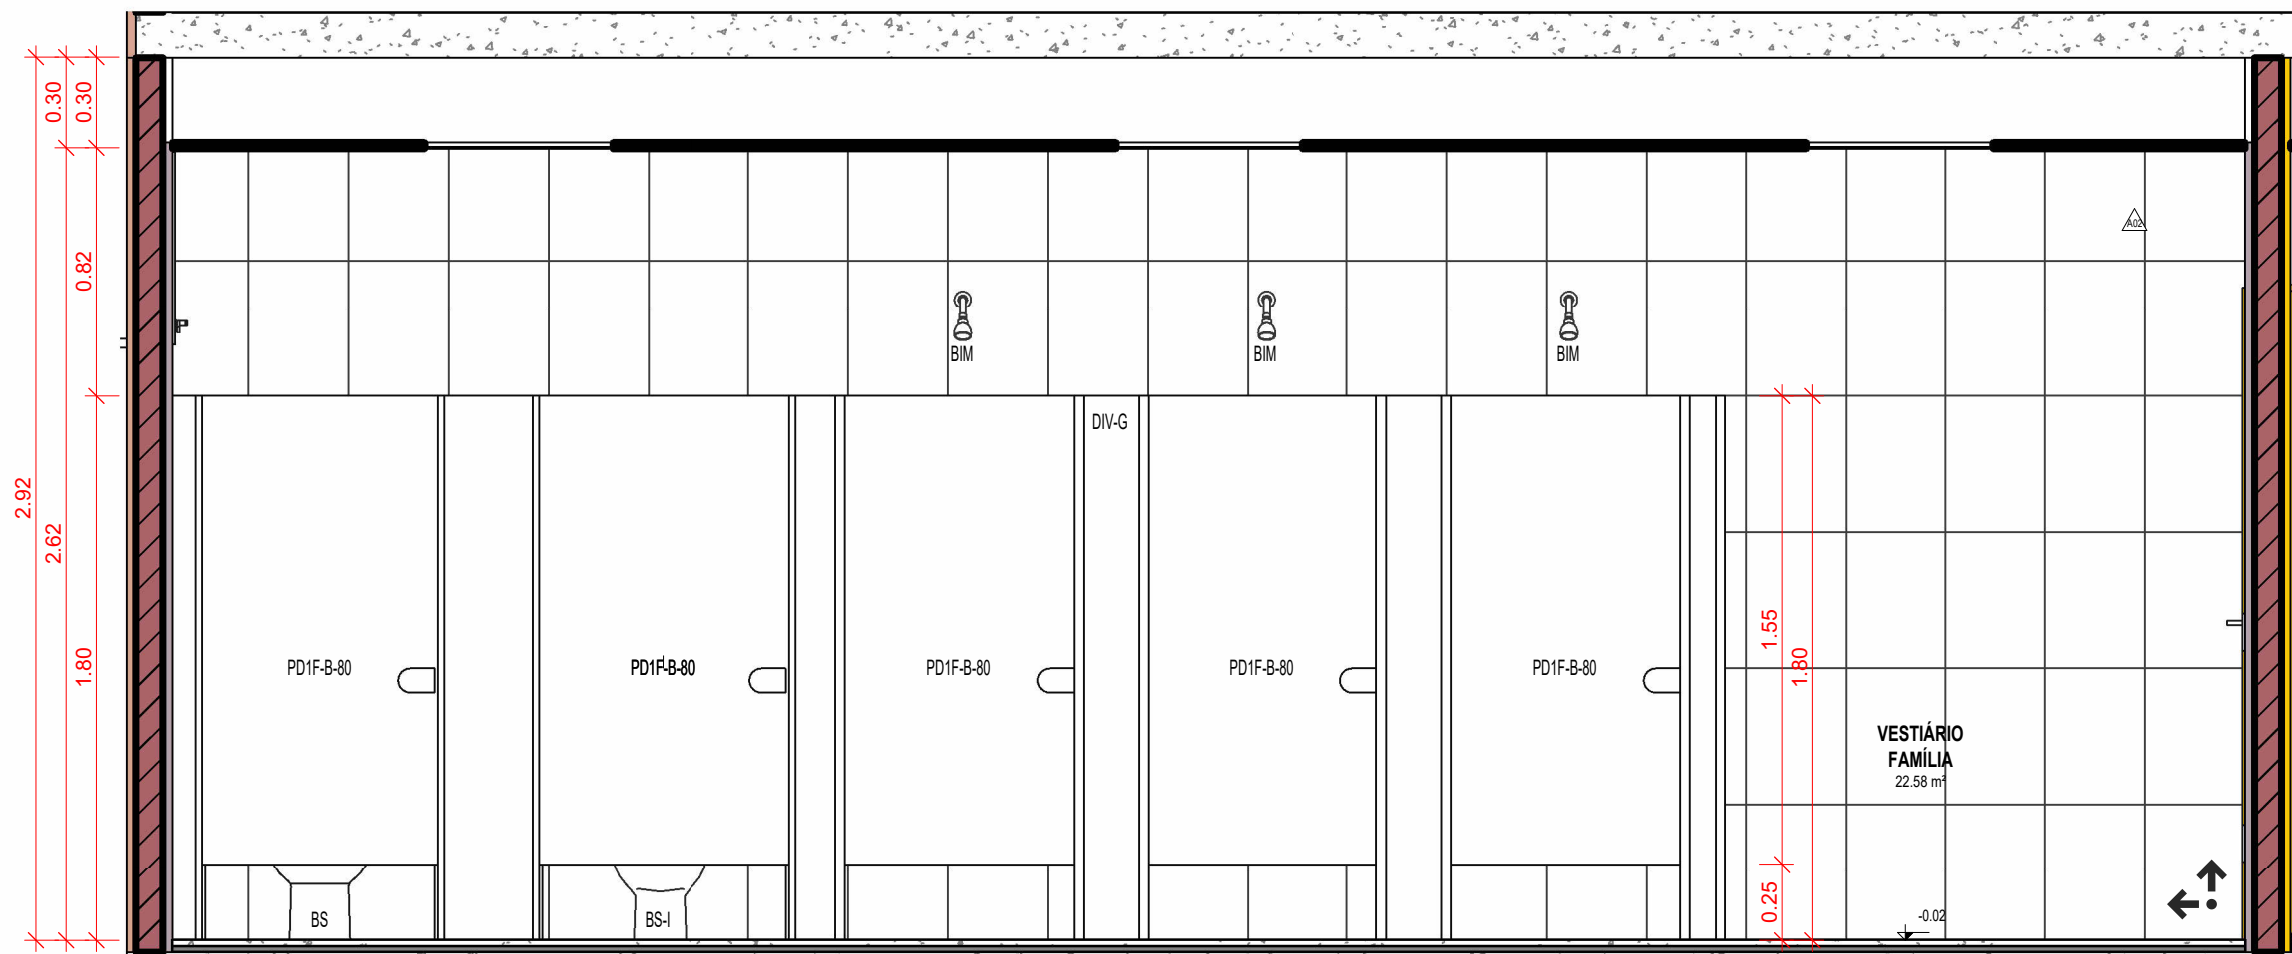 0.30
0.30
A02
0.82
BIM
BIM
BIM
DIV-G
2.92
2.62
1.80
1.55
1.80
PD1F-B-80
PD1F-B-80
PD1F-B-80
PD1F-B-80
PD1F-B-80
VESTIÁRIO
FAMÍLIA
22.58 m²
0.25
BS
BS-I
-0.02